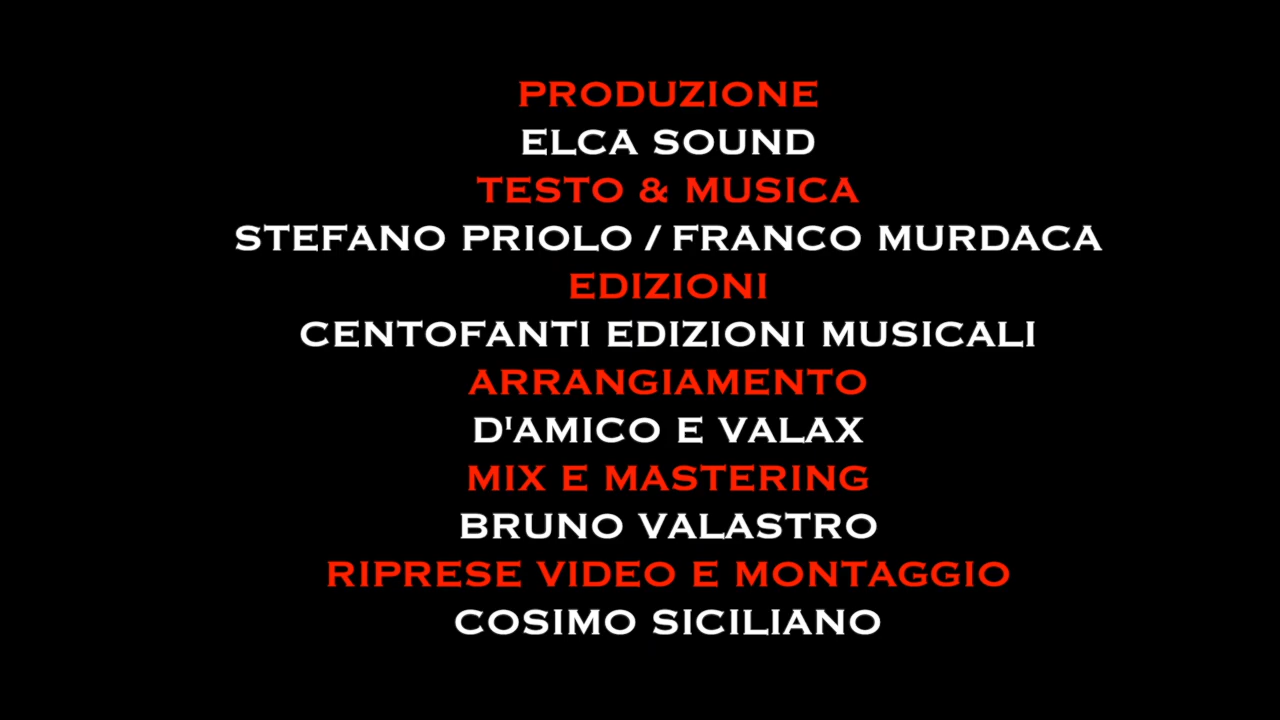 PRODUZIONE
ELCA SOUND
TESTO & MUSICA
STEFANO PRIOLO / FRANCO MURDACA
EDIZIONI
CENTOFANTI EDIZIONI MUSICALI
ARRANGIAMENTO
D'AMICO E VALAX
MIX E MASTERING
BRUNO VALASTRO
RIPRESE VIDEO E MONTAGGIO
COSIMO SICILIANO